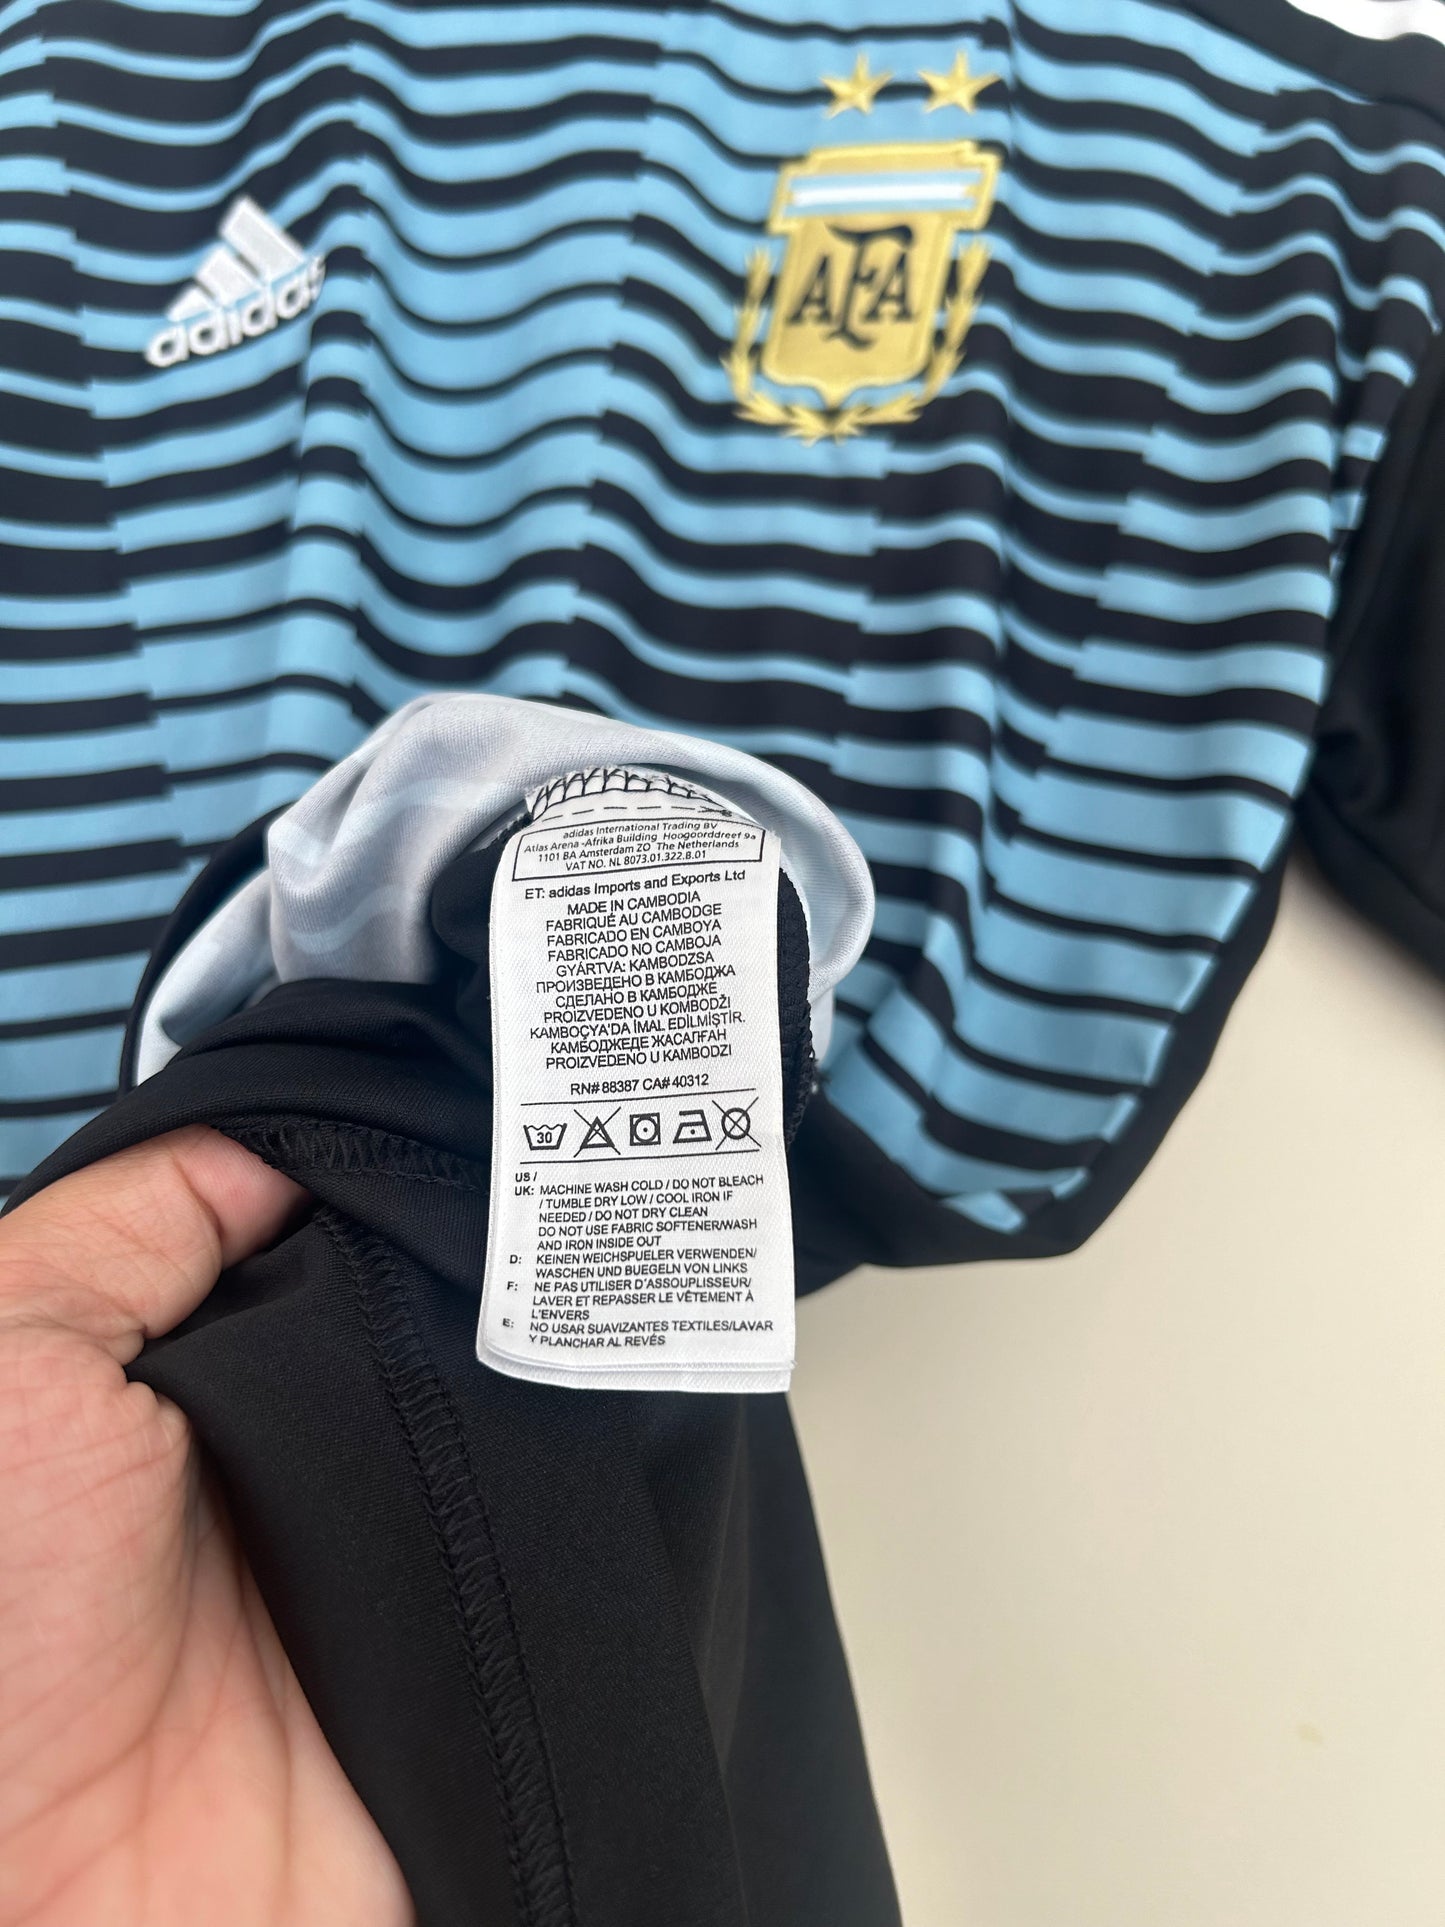 adidas
AFA
adidas International Trading BV
Atlas Arena -Afrika Building Hoogoorddreef 9a
1101 BA Amsterdam ZO The Netherlands
VAT NO. NL 8073.01.322.B.01
ET: adidas Imports and Exports Ltd
MADE IN CAMBODIA
FABRIQUÉ AU CAMBODGE
FABRICADO EN CAMBOYA
FABRICADO NO CAMBOJA
GYÁRTVA: KAMBODZSA
ПРОИЗВЕДЕНО В КАМБОДЖА
СДЕЛАНО В КАМБОДЖЕ
PROIZVEDENO U KOMBODŽI
KAMBOÇYA'DA İMAL EDİLMİŞTİR.
КАМБОДЖЕДЕ ЖАСАЛҒАН
PROIZVEDENO U KAMBODZI
RN# 88387 CA# 40312
30
US /
UK: MACHINE WASH COLD / DO NOT BLEACH
/ TUMBLE DRY LOW / COOL IRON IF
NEEDED / DO NOT DRY CLEAN
DO NOT USE FABRIC SOFTENER/WASH
AND IRON INSIDE OUT
D: KEINEN WEICHSPUELER VERWENDEN/
WASCHEN UND BUEGELN VON LINKS
F: NE PAS UTILISER D'ASSOUPLISSEUR/
LAVER ET REPASSER LE VÊTEMENT À
L'ENVERS
E: NO USAR SUAVIZANTES TEXTILES/LAVAR
Y PLANCHAR AL REVÉS